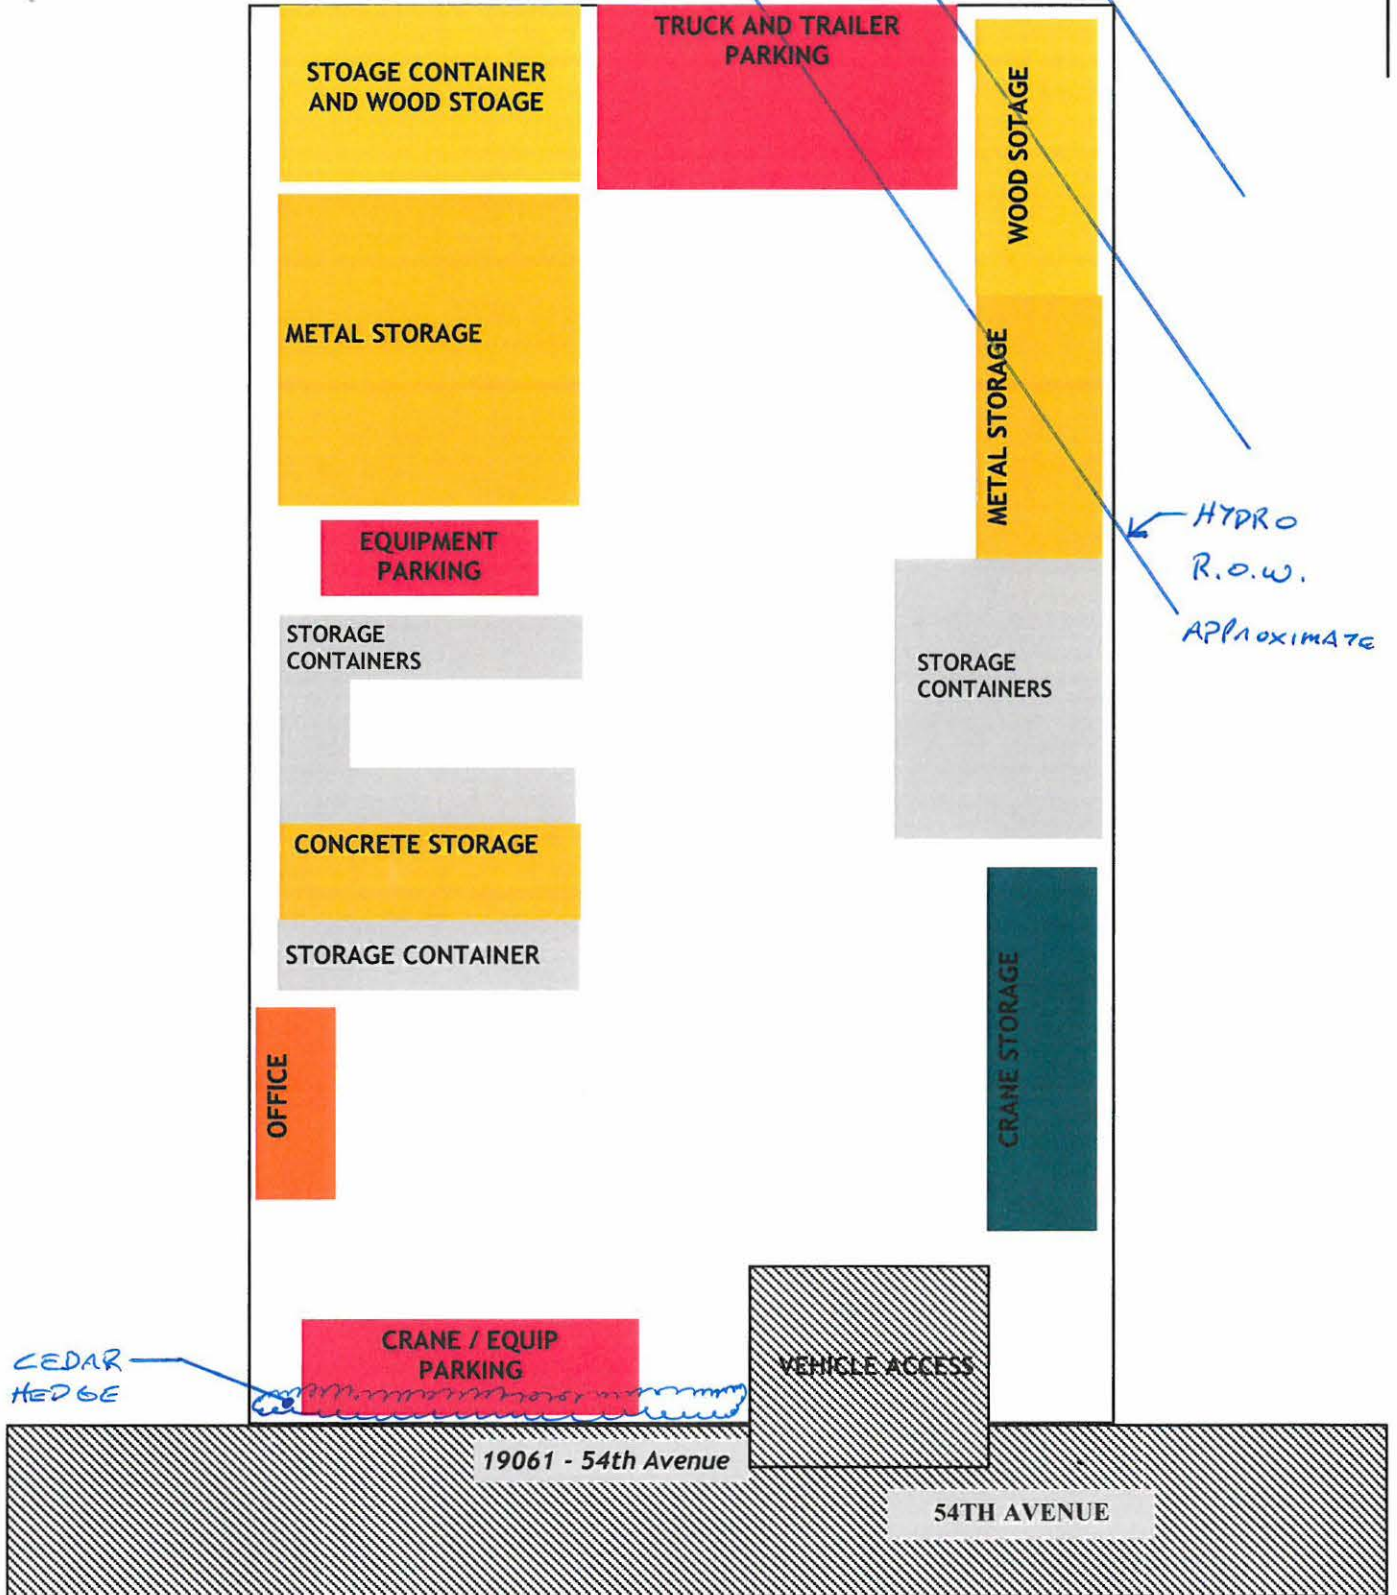 TRUCK AND TRAILER
PARKING
STOAGE CONTAINER
AND WOOD STOAGE
WOOD SOTAGE
METAL STORAGE
METAL STORAGE
HYDRO
R.O.W.
APPROXIMATE
EQUIPMENT
PARKING
STORAGE
CONTAINERS
STORAGE
CONTAINERS
CONCRETE STORAGE
STORAGE CONTAINER
CRANE STORAGE
OFFICE
CRANE / EQUIP
PARKING
VEHICLE ACCESS
CEDAR
HEDGE
19061 - 54th Avenue
54TH AVENUE